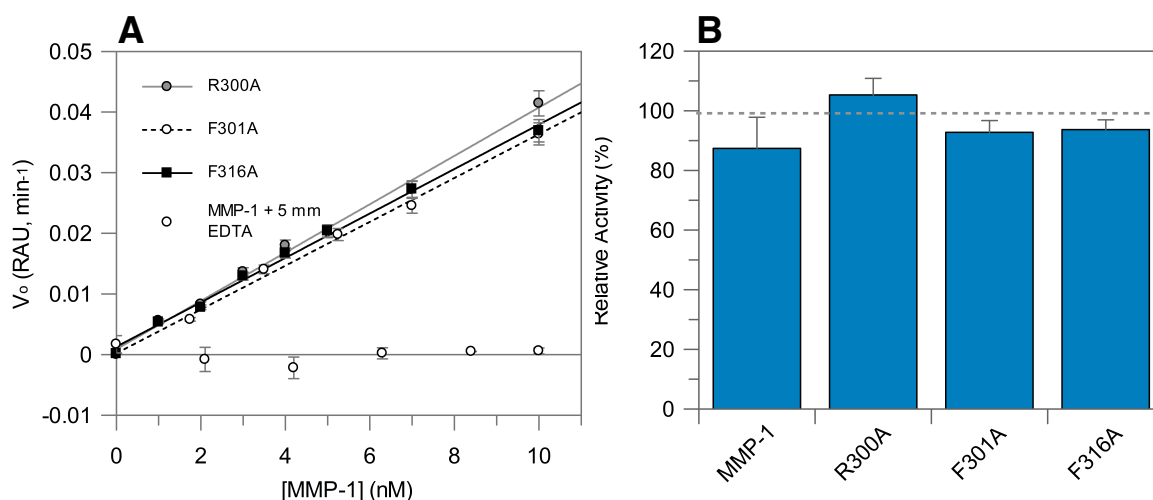 A
0.05
0.04
0.03
0.02
0.01
0
-0.01
V₀ (RAU, min-1)
R300A
F301A
F316A
MMP-1 + 5 mm
EDTA
0 2 4 6 8 10
[MMP-1] (nM)
B
120
100
80
60
40
20
0
Relative Activity (%)
MMP-1
R300A
F301A
F316A